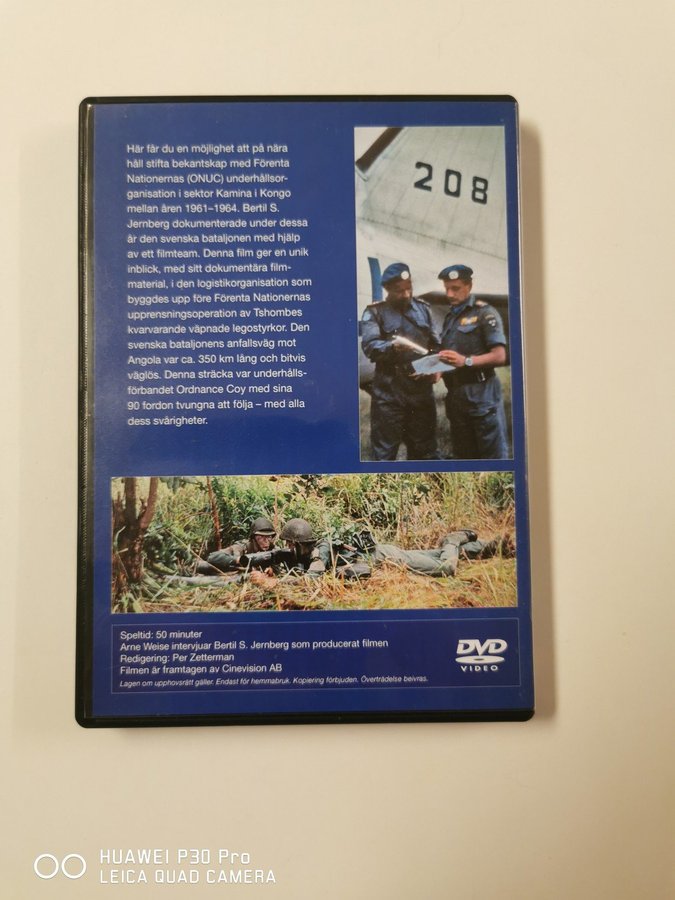 Här får du en möjlighet att på nära
håll stifta bekantskap med Förenta
Nationernas (ONUC) underhållsor-
ganisation i sektor Kamina i Kongo
mellan åren 1961–1964. Bertil S.
Jernberg dokumenterade under dessa
år den svenska bataljonen med hjälp
av ett filmteam. Denna film ger en unik
inblick, med sitt dokumentära film-
material, i den logistikorganisation som
byggdes upp före Förenta Nationernas
upprensningsoperation av Tshombes
kvarvarande väpnade legostyrkor. Den
svenska bataljonens anfallsväg mot
Angola var ca. 350 km lång och bitvis
väglös. Denna sträcka var underhålls-
förbandet Ordnance Coy med sina
90 fordon tvungna att följa – med alla
dess svårigheter.
208
Speltid: 50 minuter
Arne Weise intervjuar Bertil S. Jernberg som producerat filmen
Redigering: Per Zetterman
Filmen är framtagen av Cinevision AB
Lagen om upphovsrätt gäller. Endast för hemmabruk. Kopiering förbjuden. Överträdelse beivras.
DVD
VIDEO
HUAWEI P30 Pro
LEICA QUAD CAMERA